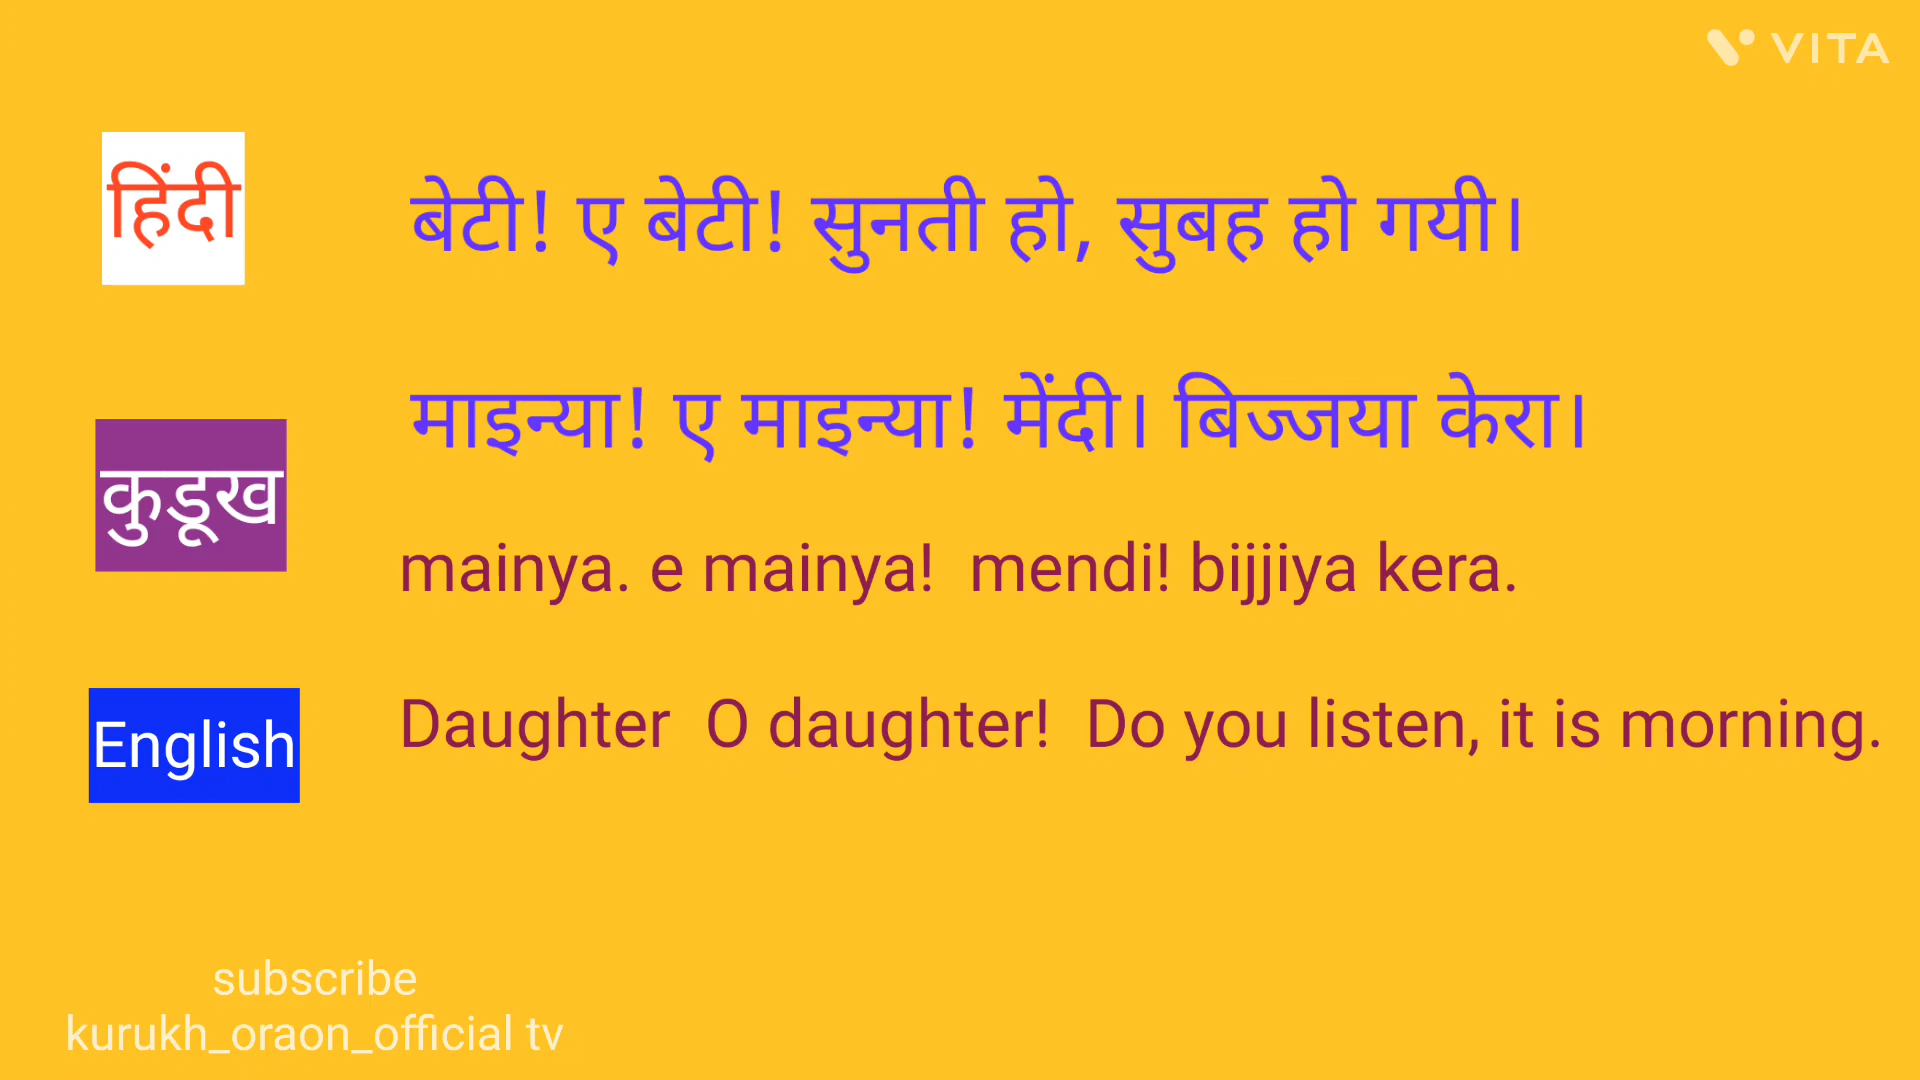 VITA
हिंदी
बेटी! ए बेटी! सुनती हो, सुबह हो गयी।
कुडूख
माइन्या! ए माइन्या! मेंदी। बिज्जया केरा।
mainya. e mainya! mendi! bijjiya kera.
English
Daughter O daughter! Do you listen, it is morning.
subscribe
kurukh_oraon_official tv